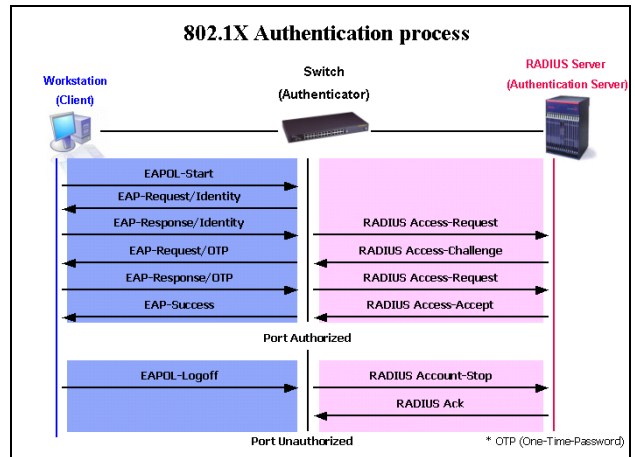 802.1X Authentication process
Workstation
(Client)
Switch
(Authenticator)
RADIUS Server
(Authentication Server)
EAPOL-Start
EAP-Request/Identity
EAP-Response/Identity
RADIUS Access-Request
EAP-Request/OTP
RADIUS Access-Challenge
EAP-Response/OTP
RADIUS Access-Request
EAP-Success
RADIUS Access-Accept
Port Authorized
EAPOL-Logoff
RADIUS Account-Stop
RADIUS Ack
Port Unauthorized
* OTP (One-Time-Password)